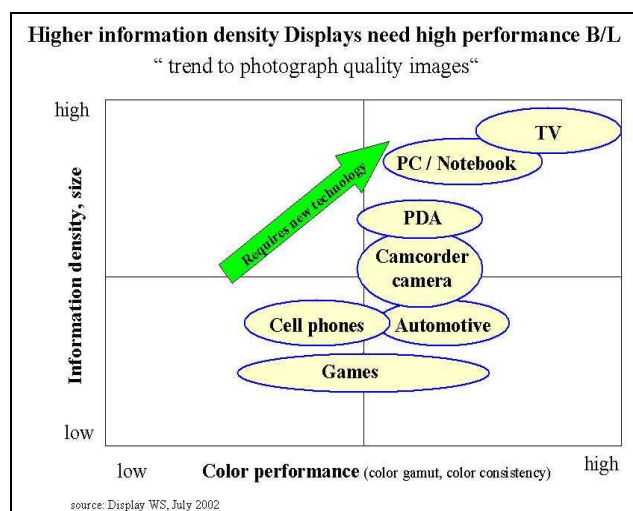 Higher information density Displays need high performance B/L
“ trend to photograph quality images“
high
TV
PC / Notebook
Requires new technology
PDA
Camcorder
camera
Information density, size
Cell phones
Automotive
Games
low
low
Color performance (color gamut, color consistency)
high
source: Display WS, July 2002